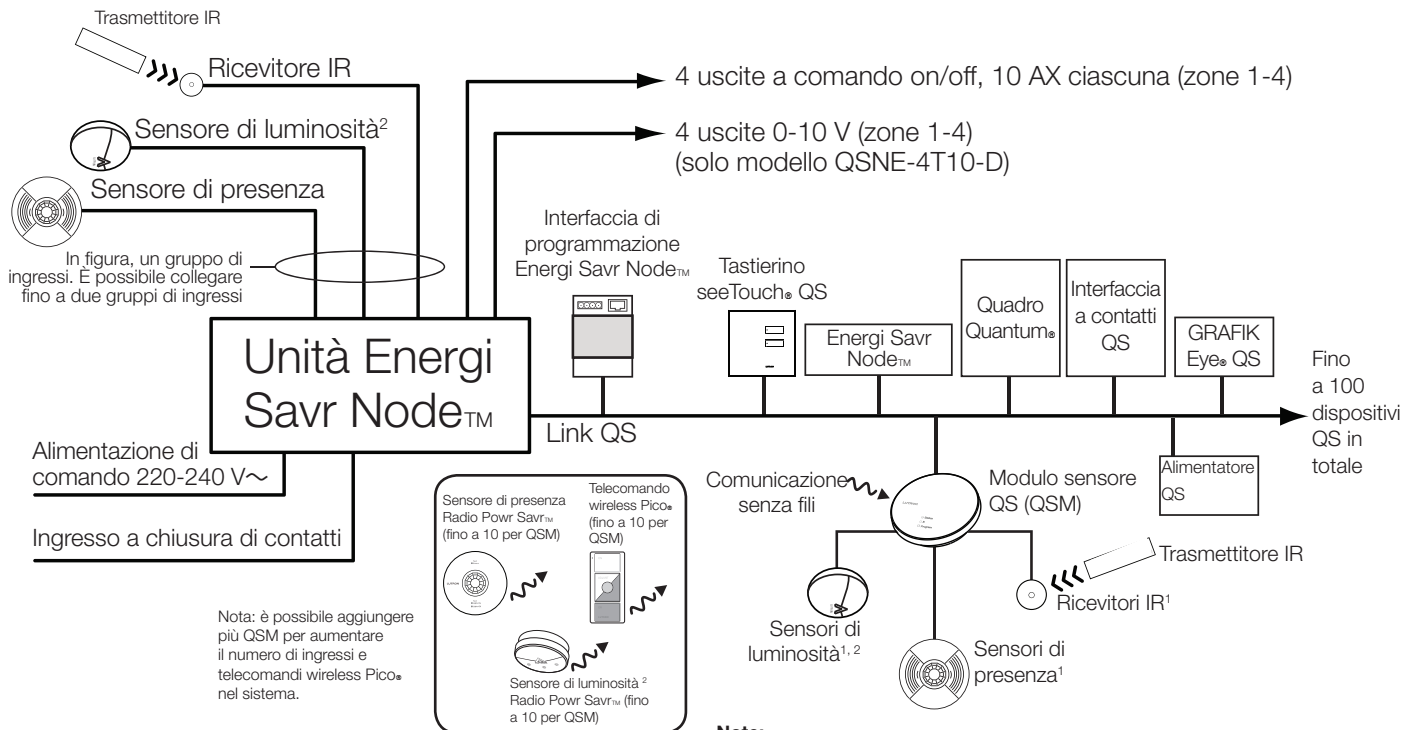 Trasmettitore IR
Ricevitore IR
Sensore di luminosità²
Sensore di presenza
In figura, un gruppo di
ingressi. È possibile collegare
fino a due gruppi di ingressi
4 uscite a comando on/off, 10 AX ciascuna (zone 1-4)
4 uscite 0-10 V (zone 1-4)
(solo modello QSNE-4T10-D)
Interfaccia di
programmazione
Energi Savr Node™
Tastierino
seeTouch® QS
Energi Savr
Node™
Quadro
Quantum®
Interfaccia
a contatti
QS
GRAFIK
Eye® QS
Fino
a 100
dispositivi
QS in
totale
Unità Energi
Savr Node™
Link QS
Alimentazione di
comando 220-240 V~
Ingresso a chiusura di contatti
Nota: è possibile aggiungere
più QSM per aumentare
il numero di ingressi e
telecomandi wireless Pico®
nel sistema.
Sensore di presenza
Radio Powr Savr™
(fino a 10 per QSM)
Telecomando
wireless Pico®
(fino a 10 per
QSM)
Sensore di luminosità ²
Radio Powr Savr™ (fino
a 10 per QSM)
Comunicazione
senza fili
Modulo sensore
QS (QSM)
Alimentatore
QS
Trasmettitore IR
Ricevitori IR¹
Sensori di
luminosità¹, ²
Sensori di
presenza¹